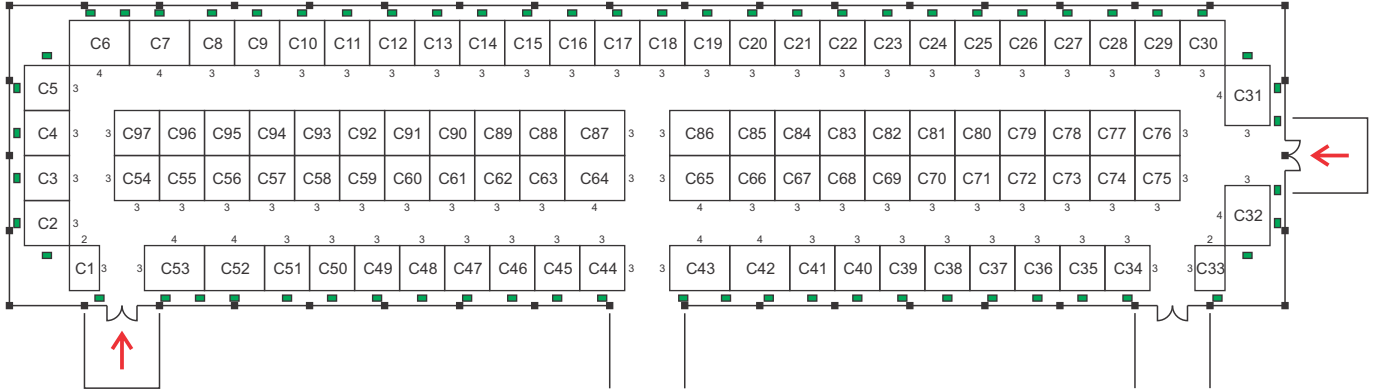 C6 C7 C8 C9 C10 C11 C12 C13 C14 C15 C16 C17 C18 C19 C20 C21 C22 C23 C24 C25 C26 C27 C28 C29 C30
4 4 3 3 3 3 3 3 3 3 3 3 3 3 3 3 3 3 3 3 3 3 3 3 3
C5 3
4 C31
C4 3
3 C97 C96 C95 C94 C93 C92 C91 C90 C89 C88 C87 3
3 C86 C85 C84 C83 C82 C81 C80 C79 C78 C77 C76 3
3
C3 3
3 C54 C55 C56 C57 C58 C59 C60 C61 C62 C63 C64 3
3 C65 C66 C67 C68 C69 C70 C71 C72 C73 C74 C75 3
3
3 3 3 3 3 3 3 3 3 3 4
4 3 3 3 3 3 3 3 3 3 3
C2 3
4 C32
2 4 4 3 3 3 3 3 3 3 3
4 4 3 3 3 3 3 3 3 3 2
C1 3
3 C53 C52 C51 C50 C49 C48 C47 C46 C45 C44 3
3 C43 C42 C41 C40 C39 C38 C37 C36 C35 C34 3
3 C33